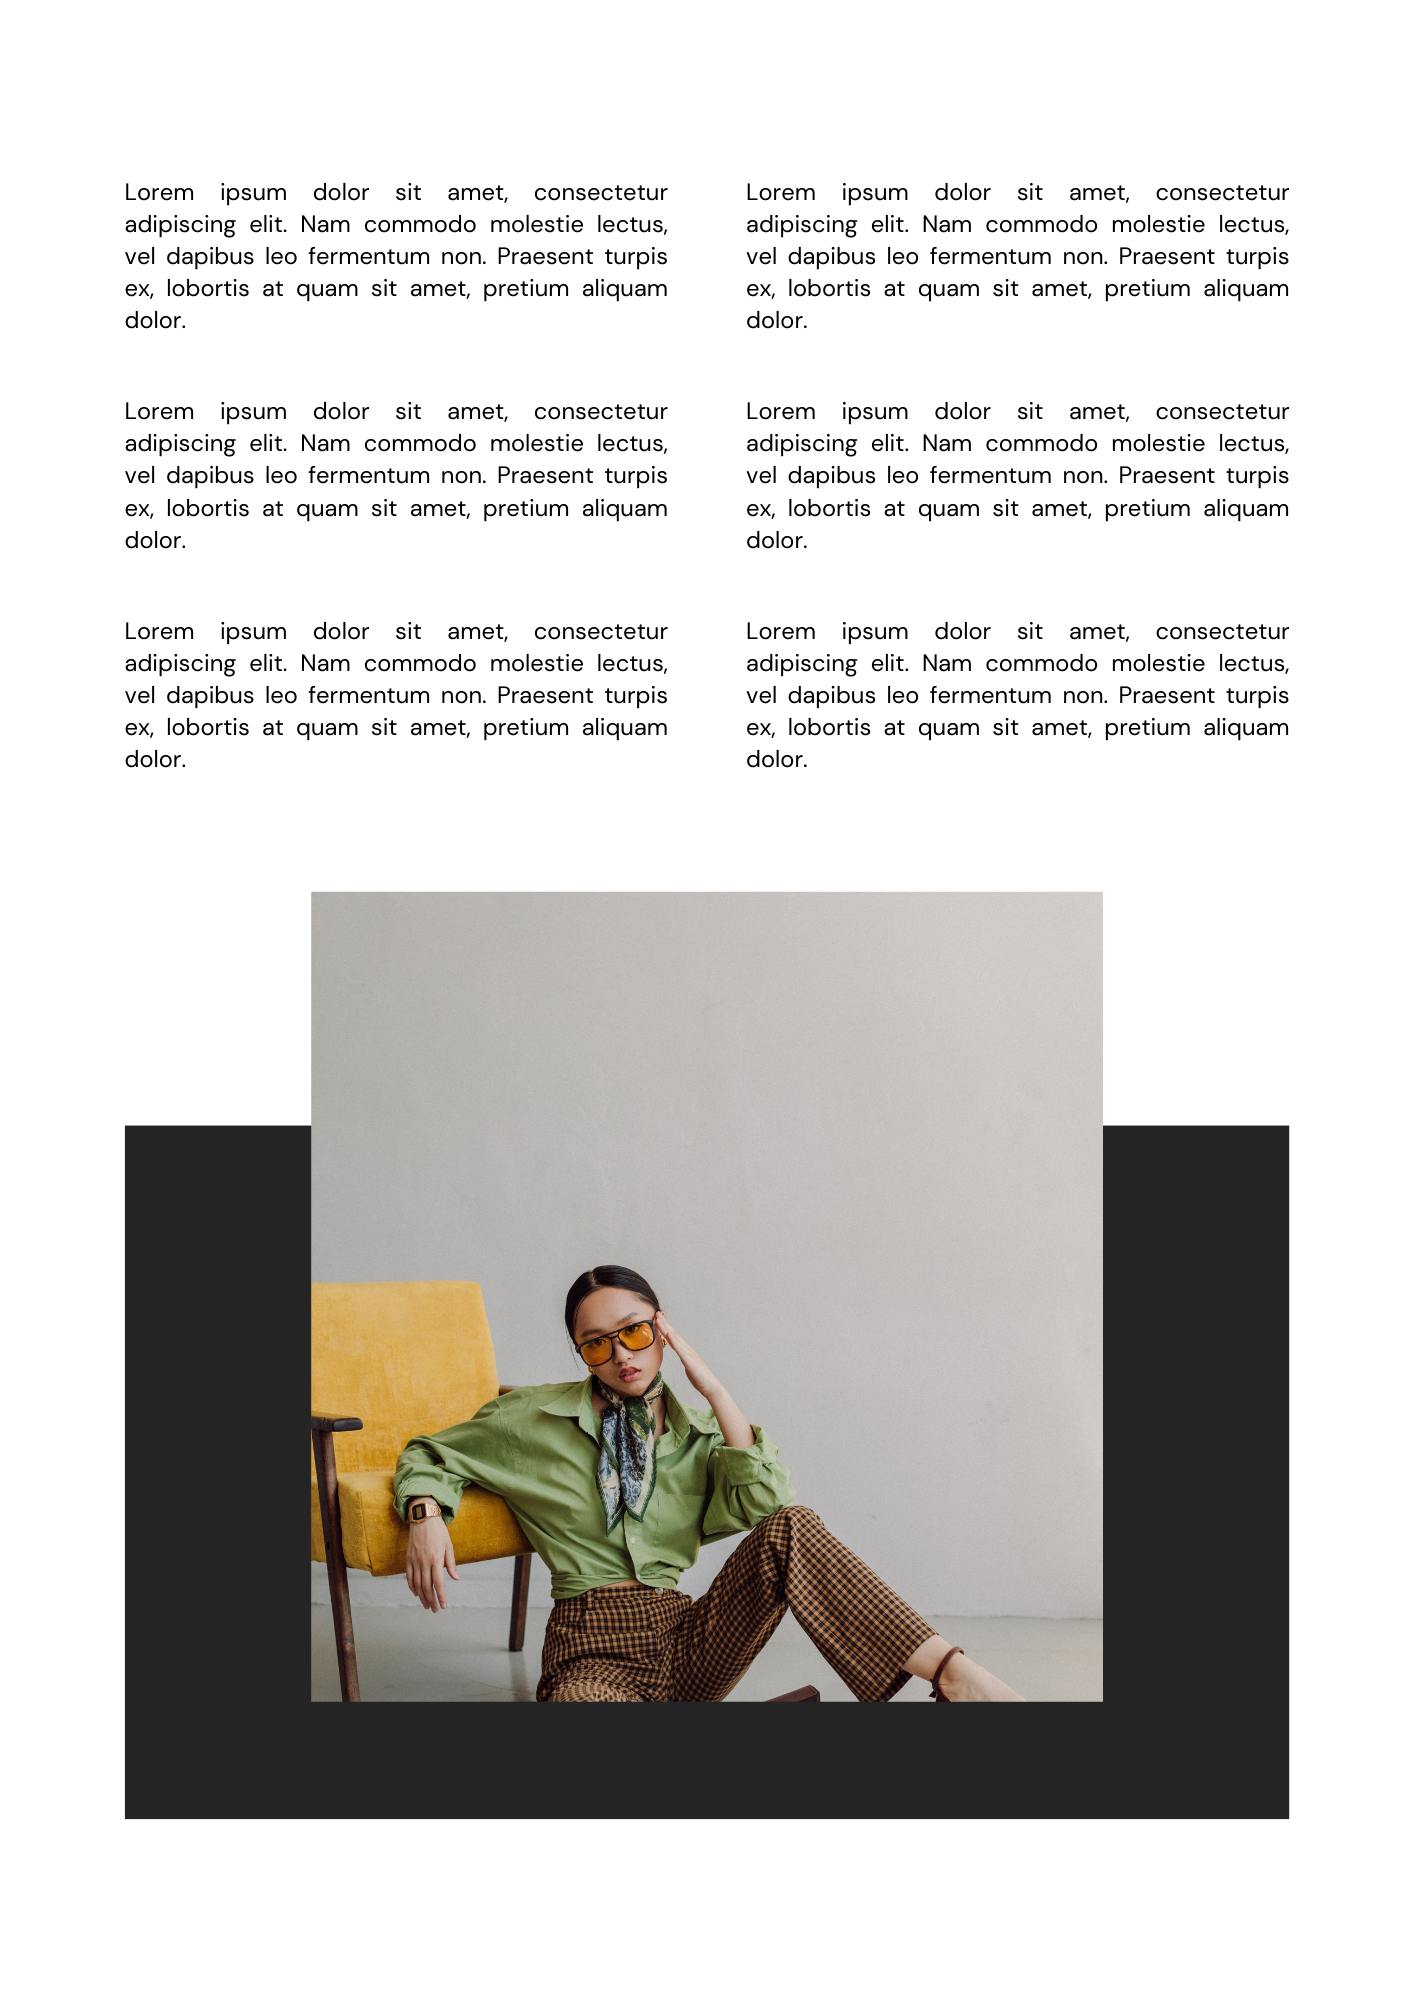 Lorem ipsum dolor sit amet, consectetur
adipiscing elit. Nam commodo molestie lectus,
vel dapibus leo fermentum non. Praesent turpis
ex, lobortis at quam sit amet, pretium aliquam
dolor.
Lorem ipsum dolor sit amet, consectetur
adipiscing elit. Nam commodo molestie lectus,
vel dapibus leo fermentum non. Praesent turpis
ex, lobortis at quam sit amet, pretium aliquam
dolor.
Lorem ipsum dolor sit amet, consectetur
adipiscing elit. Nam commodo molestie lectus,
vel dapibus leo fermentum non. Praesent turpis
ex, lobortis at quam sit amet, pretium aliquam
dolor.
Lorem ipsum dolor sit amet, consectetur
adipiscing elit. Nam commodo molestie lectus,
vel dapibus leo fermentum non. Praesent turpis
ex, lobortis at quam sit amet, pretium aliquam
dolor.
Lorem ipsum dolor sit amet, consectetur
adipiscing elit. Nam commodo molestie lectus,
vel dapibus leo fermentum non. Praesent turpis
ex, lobortis at quam sit amet, pretium aliquam
dolor.
Lorem ipsum dolor sit amet, consectetur
adipiscing elit. Nam commodo molestie lectus,
vel dapibus leo fermentum non. Praesent turpis
ex, lobortis at quam sit amet, pretium aliquam
dolor.